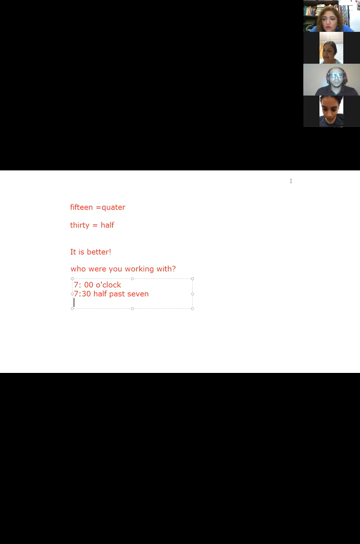 fifteen =quater
thirty = half
It is better!
who were you working with?
7: 00 o'clock
7:30 half past seven